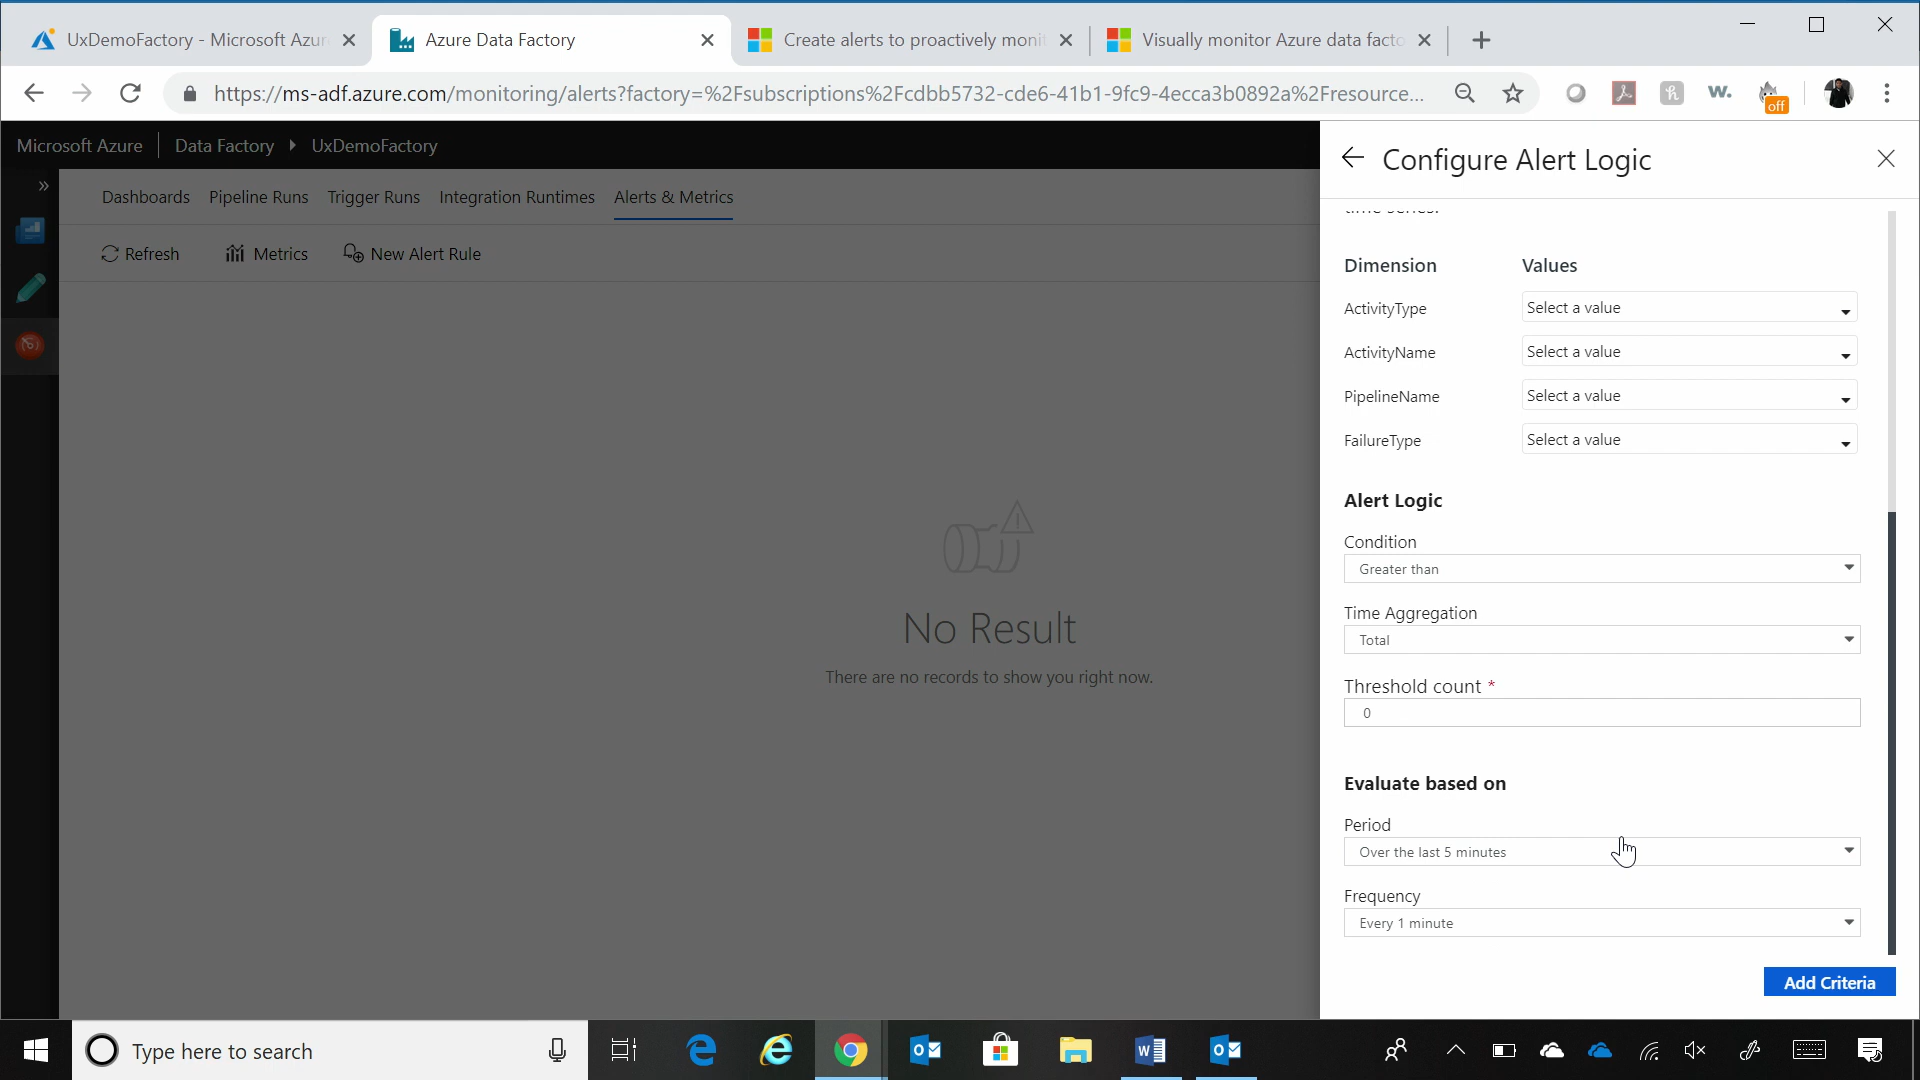 UxDemoFactory - Microsoft Azur
Azure Data Factory
Create alerts to proactively moni
Visually monitor Azure data facto
https://ms-adf.azure.com/monitoring/alerts?factory=%2Fsubscriptions%2Fcdbb5732-cde6-41b1-9fc9-4ecca3b0892a%2Fresource...
off
Microsoft Azure
Data Factory
UxDemoFactory
Configure Alert Logic
Dashboards
Pipeline Runs
Trigger Runs
Integration Runtimes
Alerts & Metrics
Refresh
Metrics
New Alert Rule
No Result
There are no records to show you right now.
time series.
Dimension
Values
ActivityType
Select a value
ActivityName
Select a value
PipelineName
Select a value
FailureType
Select a value
Alert Logic
Condition
Greater than
Time Aggregation
Total
Threshold count *
0
Evaluate based on
Period
Over the last 5 minutes
Frequency
Every 1 minute
Add Criteria
Type here to search